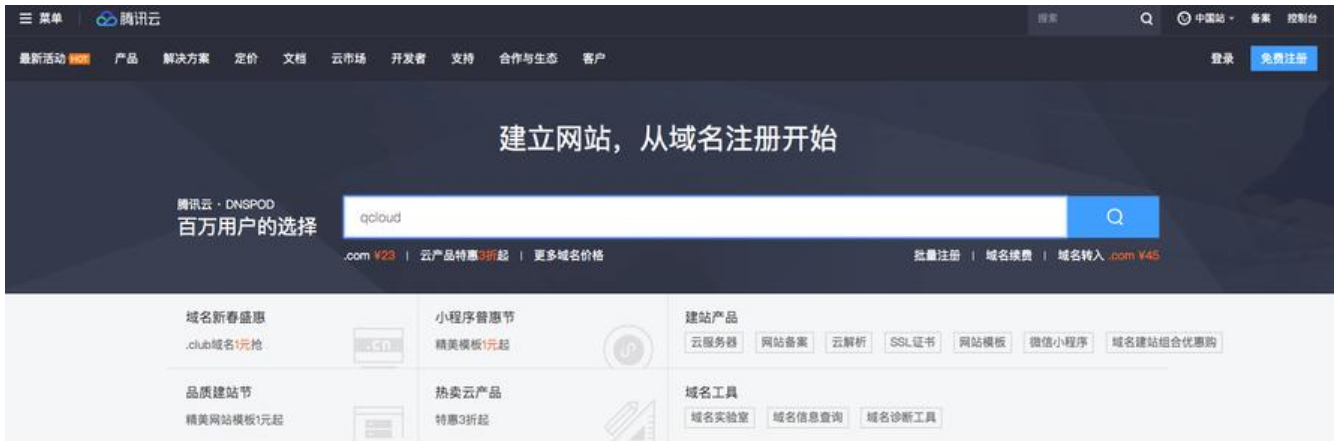 菜单 腾讯云 搜索 中国站 备案 控制台
最新活动 HOT 产品 解决方案 定价 文档 云市场 开发者 支持 合作与生态 客户 登录 免费注册
建立网站，从域名注册开始
腾讯云 · DNSPOD
百万用户的选择
qcloud
.com ¥23 | 云产品特惠3折起 | 更多域名价格 批量注册 | 域名续费 | 域名转入 .com ¥45
域名新春盛惠 小程序普惠节 建站产品
.club域名1元抢 .cn 精美模板1元起 云服务器 网站备案 云解析 SSL证书 网站模板 微信小程序 域名建站组合优惠购
品质建站节 热卖云产品 域名工具
精美网站模板1元起 特惠3折起 域名实验室 域名信息查询 域名诊断工具